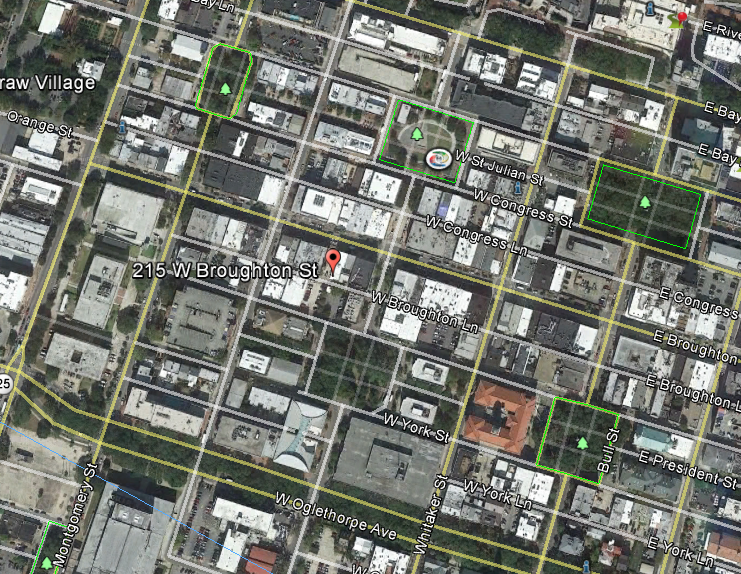 Bay Ln
E River
raw Village
Orange St
E Bay
W St Julian St
E Bay
W Congress St
W Congress Ln
215 W Broughton St
E Congress
W Broughton Ln
E Broughton
E Broughton L
25
W York St
Bull St
E President St
Montgomery St
W York Ln
Whitaker St
W Oglethorpe Ave
E York Ln
W O